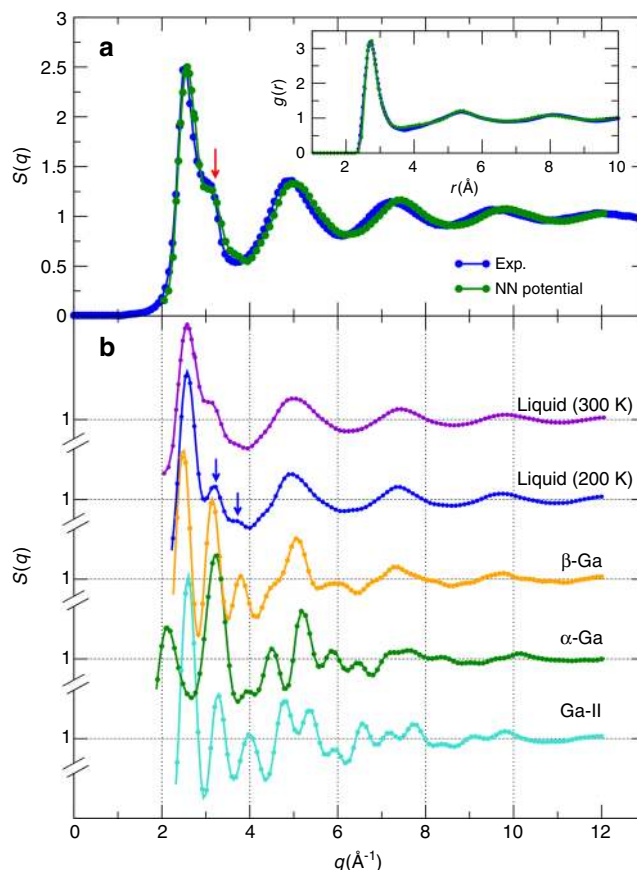 a
3
2.5
2
1.5
1
0.5
0
S(q)
3
2
1
0
g(r)
2
4
6
8
10
r(Å)
Exp.
NN potential
b
Liquid (300 K)
1
Liquid (200 K)
1
β-Ga
1
α-Ga
1
Ga-II
1
S(q)
0
2
4
6
8
10
12
q(Å-1)